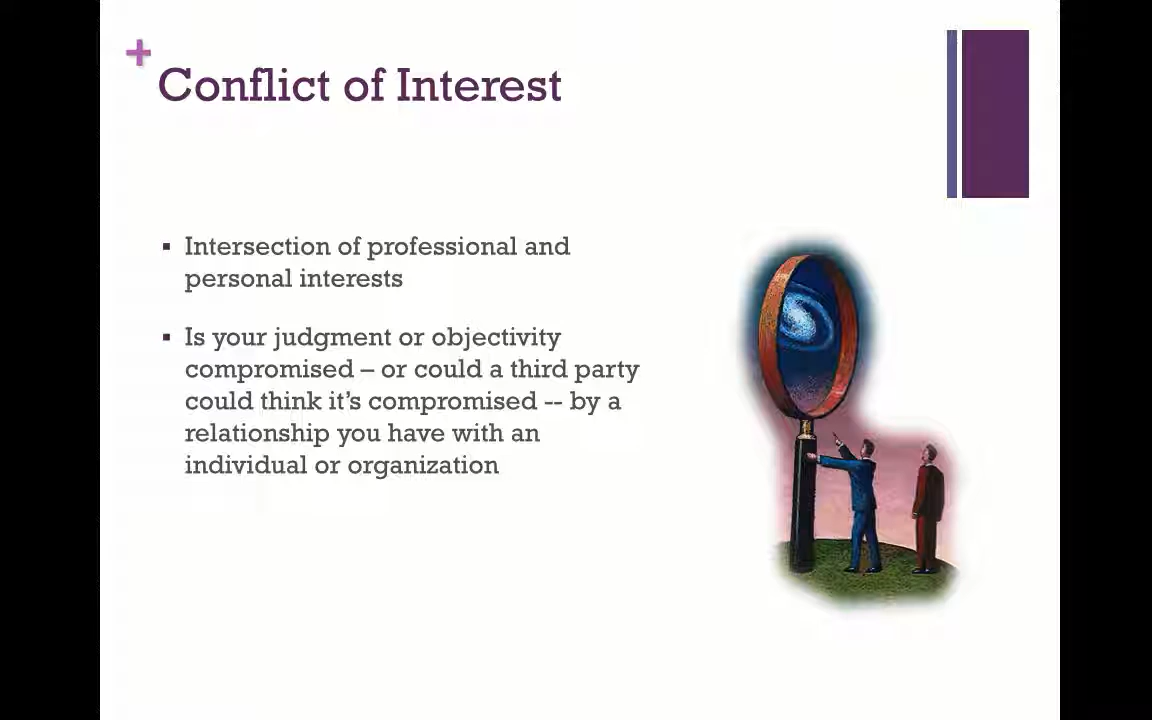 +
Conflict of Interest
▪ Intersection of professional and
personal interests
▪ Is your judgment or objectivity
compromised – or could a third party
could think it’s compromised -- by a
relationship you have with an
individual or organization